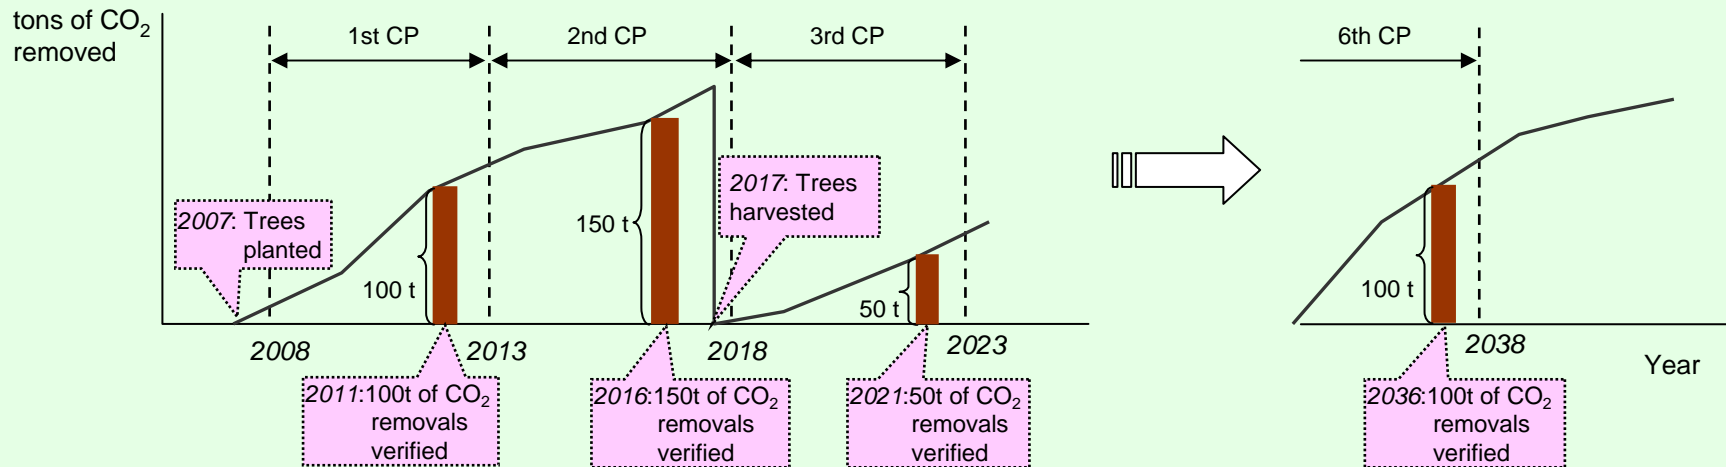 tons of CO₂
removed
1st CP
2nd CP
3rd CP
6th CP
2007: Trees
planted
100 t
150 t
2017: Trees
harvested
50 t
100 t
2008
2013
2018
2023
2038
Year
2011:100t of CO₂
removals
verified
2016:150t of CO₂
removals
verified
2021:50t of CO₂
removals
verified
2036:100t of CO₂
removals
verified